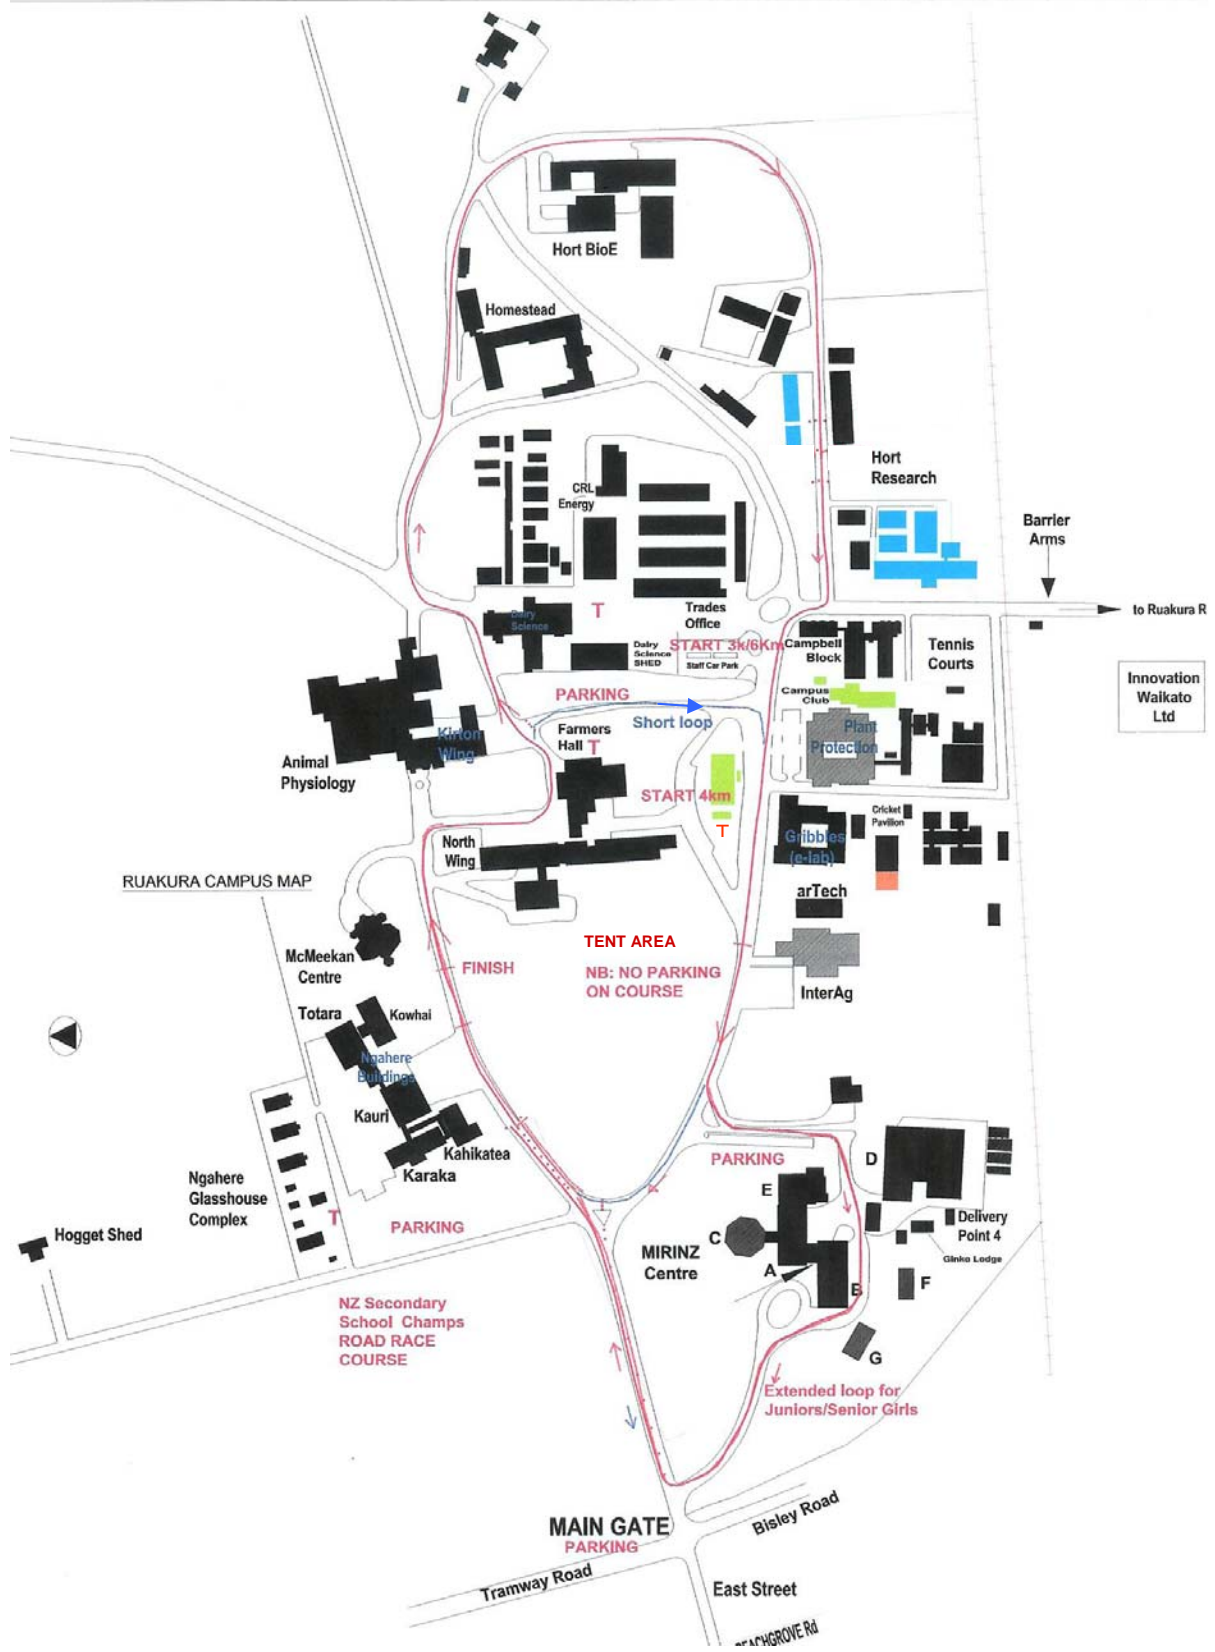 Hort BioE
Homestead
Hort
Research
CRL
Energy
Barrier
Arms
to Ruakura R
T
Dairy
Science
Trades
Office
START 3k/6Km
Dairy
Science
SHED
Staff Car Park
Campbell
Block
Tennis
Courts
Innovation
Waikato
Ltd
PARKING
Campus
Club
Short loop
Farmers
Hall
T
Kirton
Wing
Plant
Protection
Animal
Physiology
START 4km
T
Cricket
Pavilion
Gribbles
(e-lab)
North
Wing
RUAKURA CAMPUS MAP
arTech
TENT AREA
McMeekan
Centre
FINISH
NB: NO PARKING
ON COURSE
InterAg
Totara
Kowhai
Ngahere
Buildings
Kauri
Kahikatea
Karaka
PARKING
D
E
Ngahere
Glasshouse
Complex
T
PARKING
Delivery
Point 4
Hogget Shed
C
MIRINZ
Centre
Ginko Lodge
A
B
F
NZ Secondary
School Champs
ROAD RACE
COURSE
G
Extended loop for
Juniors/Senior Girls
MAIN GATE
PARKING
Bisley Road
Tramway Road
East Street
BEACHGROVE Rd